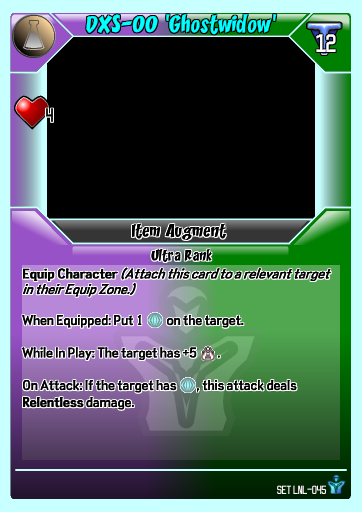 DXS-00 'Ghostwidow'
12
4
Item Augment
Ultra Rank
Equip Character (Attach this card to a relevant target
in their Equip Zone.)
When Equipped: Put 1 on the target.
While In Play: The target has +5 .
On Attack: If the target has , this attack deals
Relentless damage.
SET LNL-045